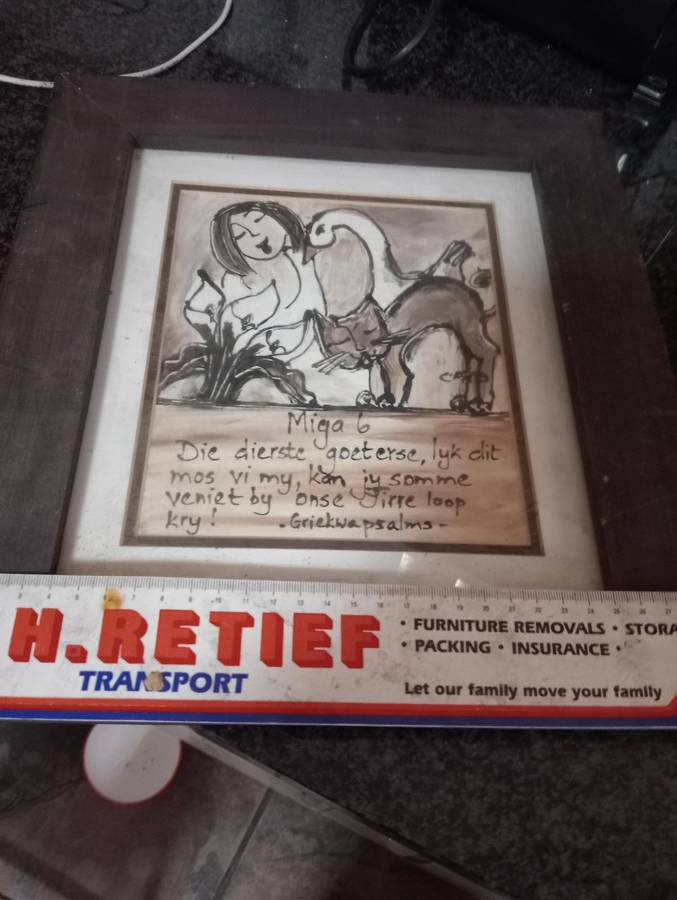 Miga 6
Die dierste goeterse, lyk dit
mos vi my, kan jy somme
veniet by onse Jirre loop
kry!
- Griekwapsalms -
H.RETIEF
TRANSPORT
• FURNITURE REMOVALS • STORA
• PACKING • INSURANCE •
Let our family move your family